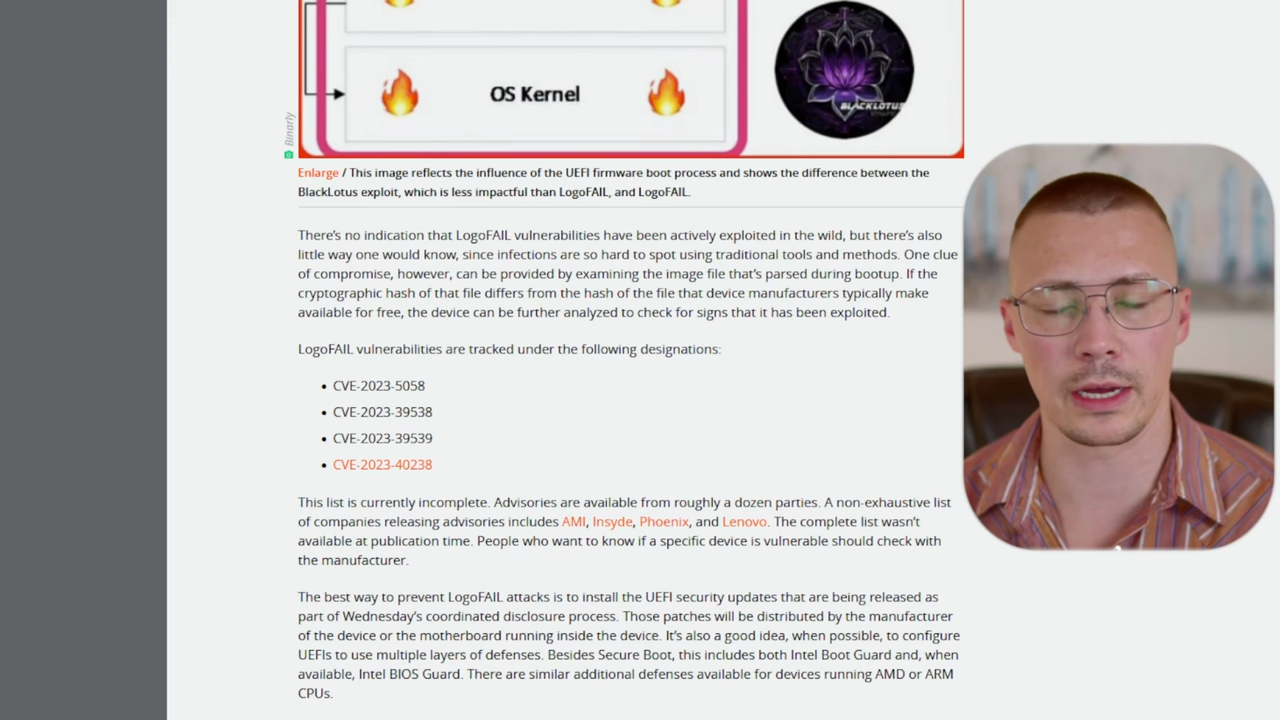 OS Kernel
BLACKLOTUS
Binarly
Enlarge / This image reflects the influence of the UEFI firmware boot process and shows the difference between the
BlackLotus exploit, which is less impactful than LogoFAIL, and LogoFAIL.
There's no indication that LogoFAIL vulnerabilities have been actively exploited in the wild, but there's also
little way one would know, since infections are so hard to spot using traditional tools and methods. One clue
of compromise, however, can be provided by examining the image file that's parsed during bootup. If the
cryptographic hash of that file differs from the hash of the file that device manufacturers typically make
available for free, the device can be further analyzed to check for signs that it has been exploited.
LogoFAIL vulnerabilities are tracked under the following designations:
• CVE-2023-5058
• CVE-2023-39538
• CVE-2023-39539
• CVE-2023-40238
This list is currently incomplete. Advisories are available from roughly a dozen parties. A non-exhaustive list
of companies releasing advisories includes AMI, Insyde, Phoenix, and Lenovo. The complete list wasn't
available at publication time. People who want to know if a specific device is vulnerable should check with
the manufacturer.
The best way to prevent LogoFAIL attacks is to install the UEFI security updates that are being released as
part of Wednesday's coordinated disclosure process. Those patches will be distributed by the manufacturer
of the device or the motherboard running inside the device. It's also a good idea, when possible, to configure
UEFIs to use multiple layers of defenses. Besides Secure Boot, this includes both Intel Boot Guard and, when
available, Intel BIOS Guard. There are similar additional defenses available for devices running AMD or ARM
CPUs.